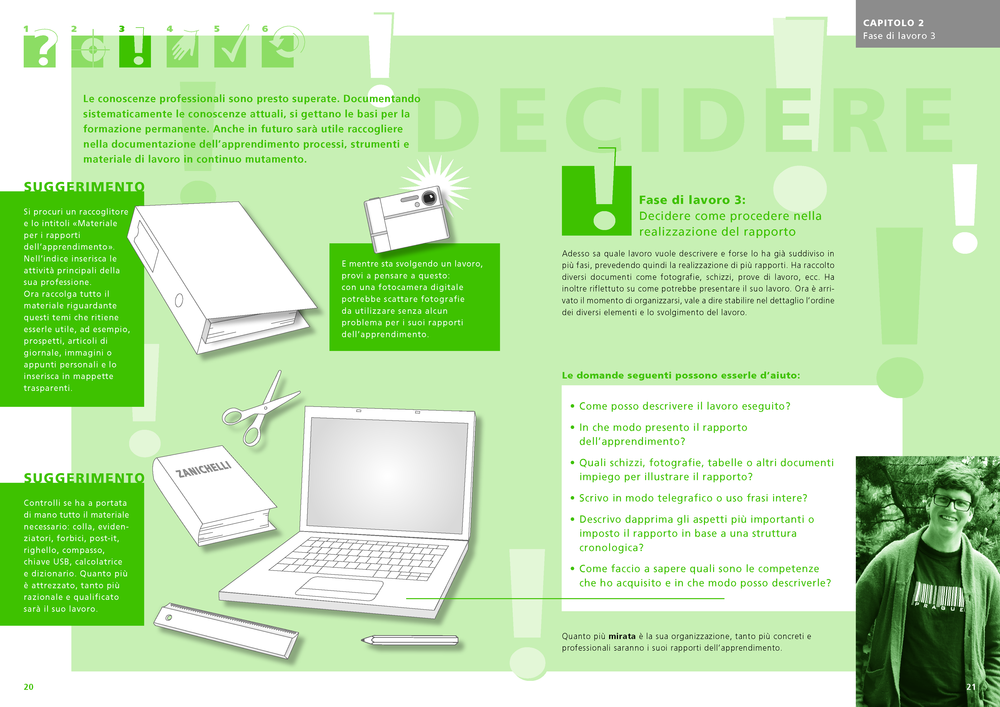 1 2 3 4 5 6
CAPITOLO 2
Fase di lavoro 3
DECIDERE
Le conoscenze professionali sono presto superate. Documentando
sistematicamente le conoscenze attuali, si gettano le basi per la
formazione permanente. Anche in futuro sarà utile raccogliere
nella documentazione dell’apprendimento processi, strumenti e
materiale di lavoro in continuo mutamento.
SUGGERIMENTO
Si procuri un raccoglitore
e lo intitoli «Materiale
per i rapporti
dell’apprendimento».
Nell’indice inserisca le
attività principali della
sua professione.
Ora raccolga tutto il
materiale riguardante
questi temi che ritiene
esserle utile, ad esempio,
prospetti, articoli di
giornale, immagini o
appunti personali e lo
inserisca in mappette
trasparenti.
E mentre sta svolgendo un lavoro,
provi a pensare a questo:
con una fotocamera digitale
potrebbe scattare fotografie
da utilizzare senza alcun
problema per i suoi rapporti
dell’apprendimento.
ZANICHELLI
SUGGERIMENTO
Controlli se ha a portata
di mano tutto il materiale
necessario: colla, eviden-
ziatori, forbici, post-it,
righello, compasso,
chiave USB, calcolatrice
e dizionario. Quanto più
è attrezzato, tanto più
razionale e qualificato
sarà il suo lavoro.
20
Fase di lavoro 3:
Decidere come procedere nella
realizzazione del rapporto
Adesso sa quale lavoro vuole descrivere e forse lo ha già suddiviso in
più fasi, prevedendo quindi la realizzazione di più rapporti. Ha raccolto
diversi documenti come fotografie, schizzi, prove di lavoro, ecc. Ha
inoltre riflettuto su come potrebbe presentare il suo lavoro. Ora è arri-
vato il momento di organizzarsi, vale a dire stabilire nel dettaglio l’ordine
dei diversi elementi e lo svolgimento del lavoro.
Le domande seguenti possono esserle d’aiuto:
• Come posso descrivere il lavoro eseguito?
• In che modo presento il rapporto
dell’apprendimento?
• Quali schizzi, fotografie, tabelle o altri documenti
impiego per illustrare il rapporto?
• Scrivo in modo telegrafico o uso frasi intere?
• Descrivo dapprima gli aspetti più importanti o
imposto il rapporto in base a una struttura
cronologica?
• Come faccio a sapere quali sono le competenze
che ho acquisito e in che modo posso descriverle?
PRAGUE
Quanto più mirata è la sua organizzazione, tanto più concreti e
professionali saranno i suoi rapporti dell’apprendimento.
21